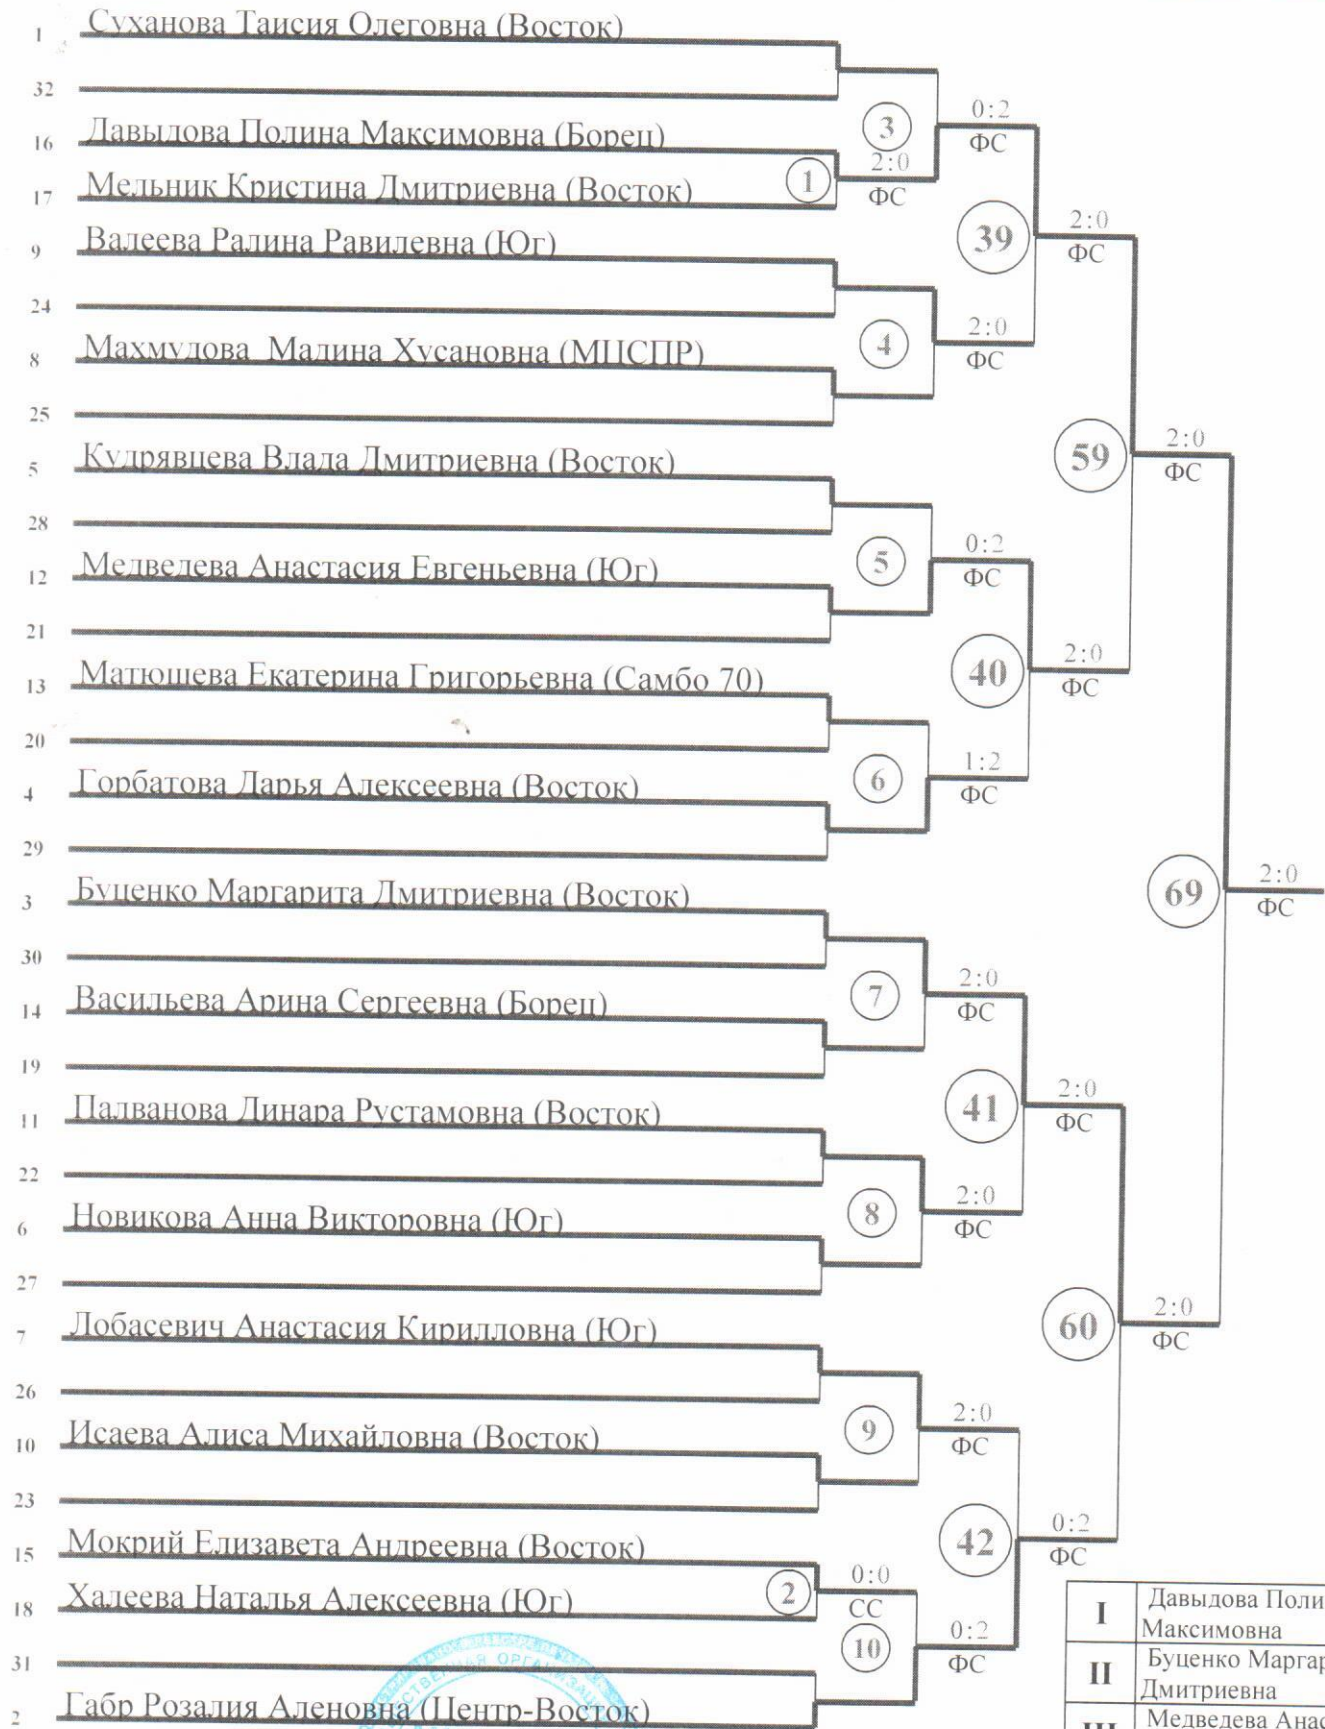 1 Суханова Таисия Олеговна (Восток)
32
16 Давыдова Полина Максимовна (Борец)
17 Мельник Кристина Дмитриевна (Восток)
9 Валеева Ралина Равилевна (Юг)
24
8 Махмудова Мадина Хусановна (МЦСПР)
25
5 Кудрявцева Влада Дмитриевна (Восток)
28
12 Медведева Анастасия Евгеньевна (Юг)
21
13 Матюшева Екатерина Григорьевна (Самбо 70)
20
4 Горбатова Дарья Алексеевна (Восток)
29
3 Буценко Маргарита Дмитриевна (Восток)
30
14 Васильева Арина Сергеевна (Борец)
19
11 Палванова Динара Рустамовна (Восток)
22
6 Новикова Анна Викторовна (Юг)
27
7 Лобасевич Анастасия Кирилловна (Юг)
26
10 Исаева Алиса Михайловна (Восток)
23
15 Мокрий Елизавета Андреевна (Восток)
18 Халеева Наталья Алексеевна (Юг)
31
2 Габр Розалия Аленовна (Центр-Восток)
1
2:0
ФС
2
0:0
СС
3
0:2
ФС
4
2:0
ФС
5
0:2
ФС
6
1:2
ФС
7
2:0
ФС
8
2:0
ФС
9
2:0
ФС
10
0:2
ФС
39
2:0
ФС
40
2:0
ФС
41
2:0
ФС
42
0:2
ФС
59
2:0
ФС
60
2:0
ФС
69
2:0
ФС
I Давыдова Поли
Максимовна
II Буценко Маргар
Дмитриевна
III Медведева Анас